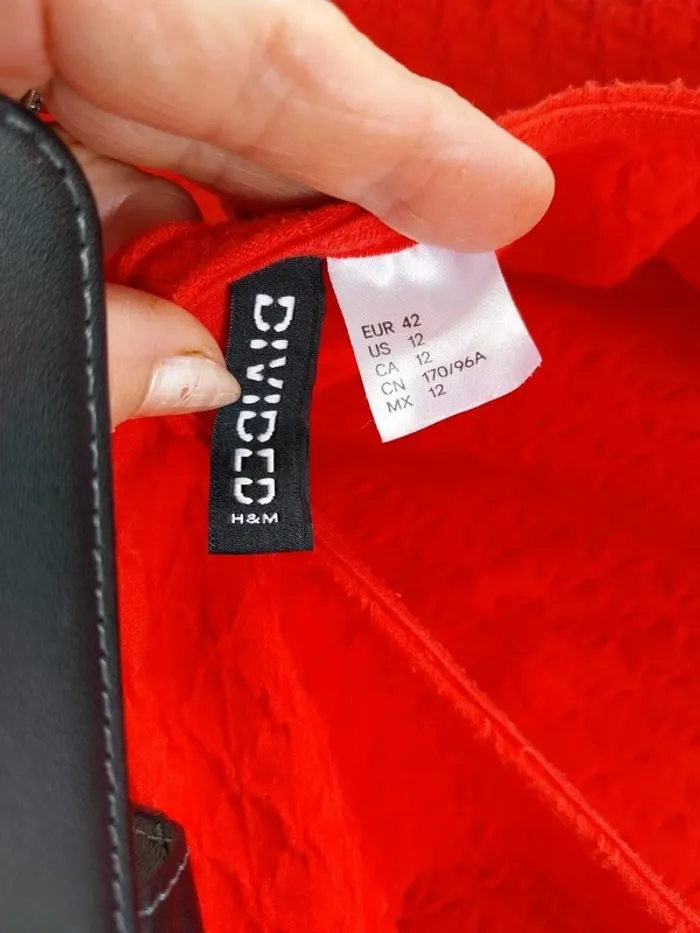 DIVIDED
H&M
EUR 42
US 12
CA 12
CN 170/96A
MX 12